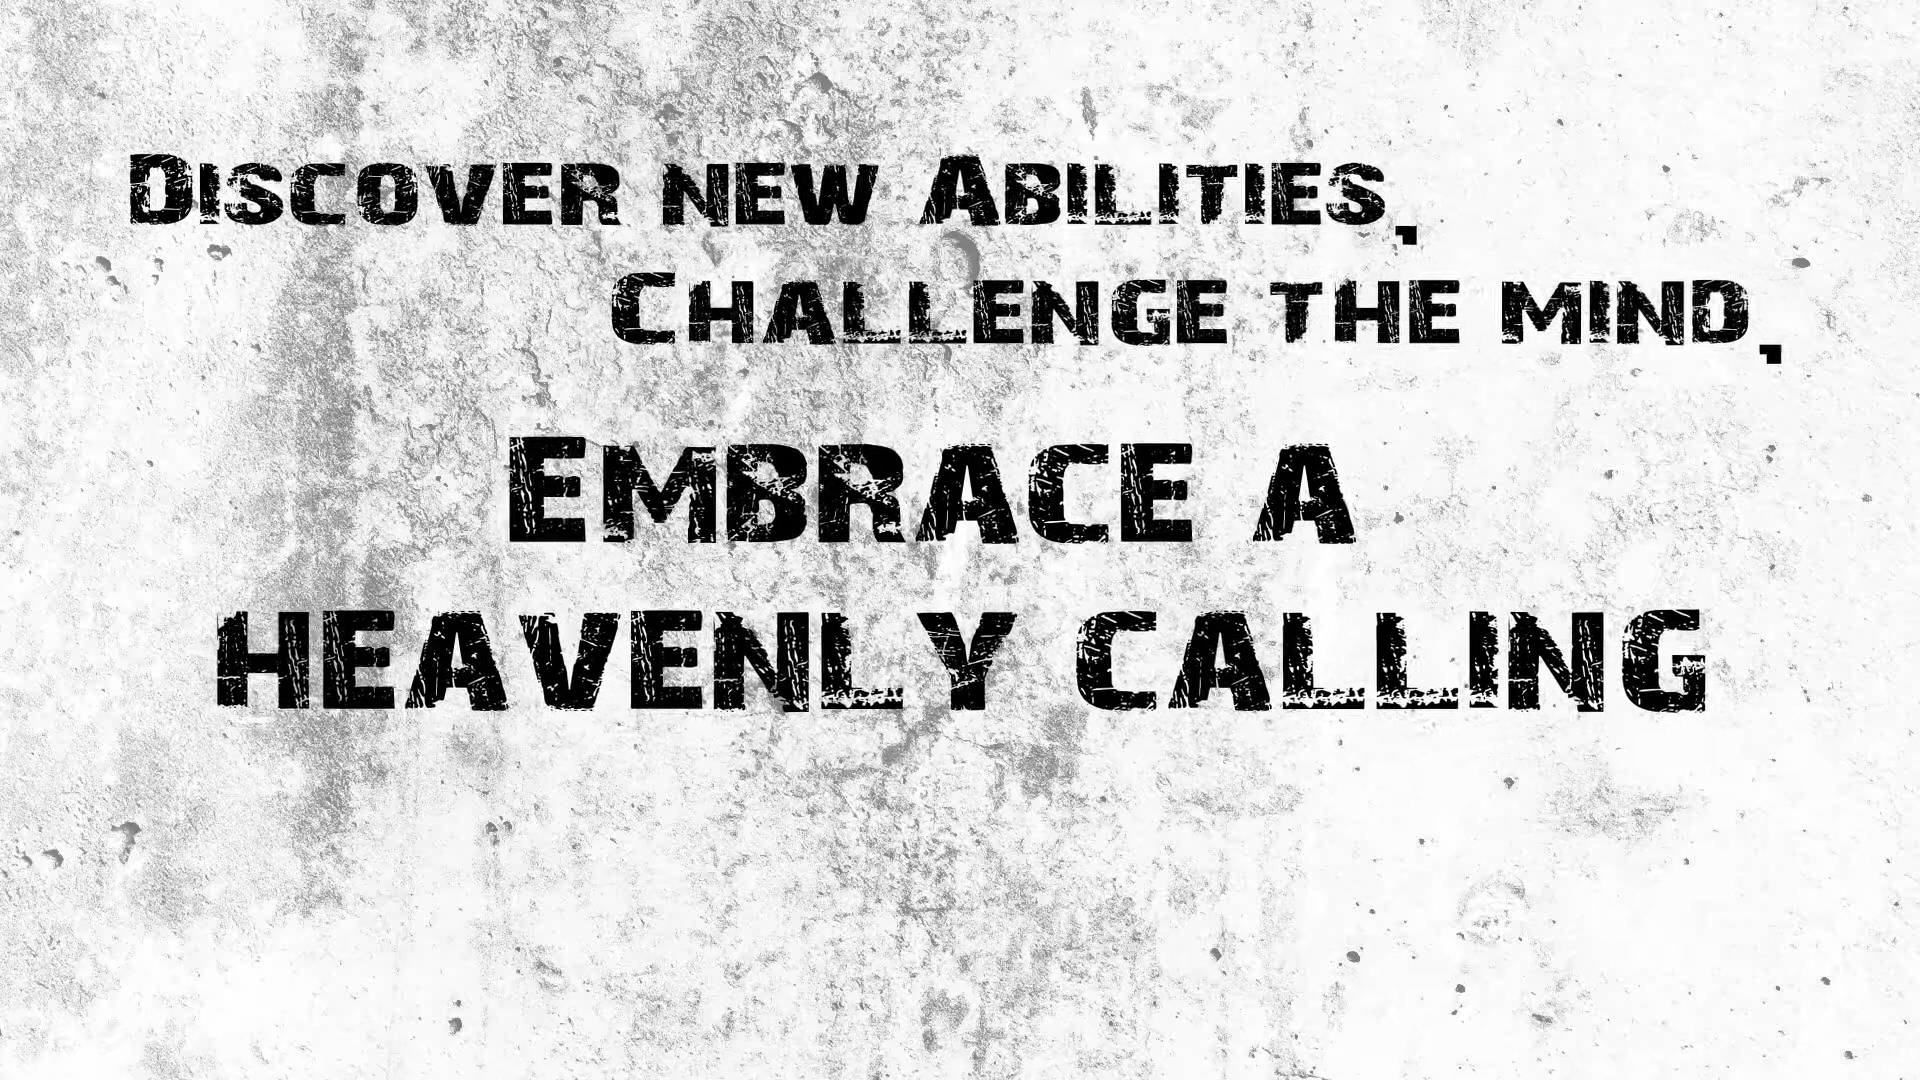 Discover new Abilities,
Challenge the mind,
Embrace a
heavenly calling